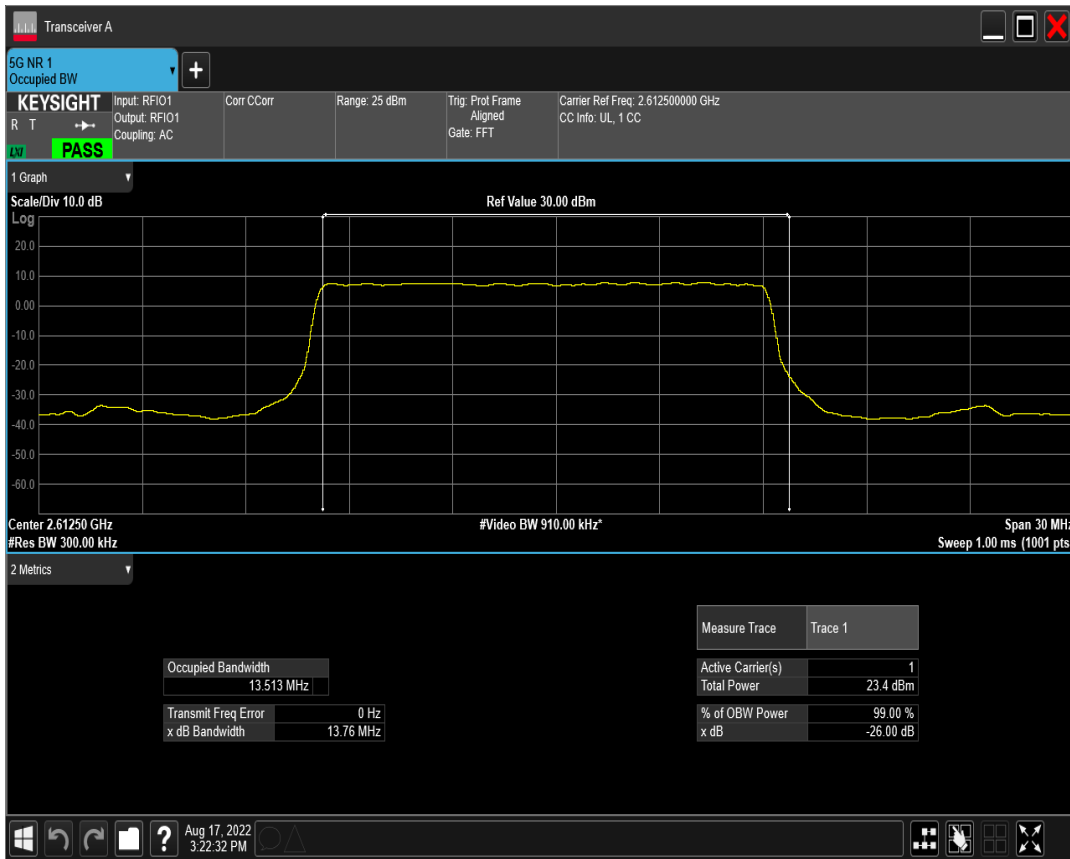 Transceiver A
5G NR 1
Occupied BW
+
KEYSIGHT
R T
LXI
PASS
Input: RFIO1
Output: RFIO1
Coupling: AC
Corr CCorr
Range: 25 dBm
Trig: Prot Frame
Aligned
Gate: FFT
Carrier Ref Freq: 2.612500000 GHz
CC Info: UL, 1 CC
1 Graph
Scale/Div 10.0 dB
Ref Value 30.00 dBm
Log
20.0
10.0
0.00
-10.0
-20.0
-30.0
-40.0
-50.0
-60.0
Center 2.61250 GHz
#Video BW 910.00 kHz*
Span 30 MHz
#Res BW 300.00 kHz
Sweep 1.00 ms (1001 pts
2 Metrics
Measure Trace Trace 1
Occupied Bandwidth
13.513 MHz
Active Carrier(s) 1
Total Power 23.4 dBm
Transmit Freq Error 0 Hz
x dB Bandwidth 13.76 MHz
% of OBW Power 99.00 %
x dB -26.00 dB
?
Aug 17, 2022
3:22:32 PM